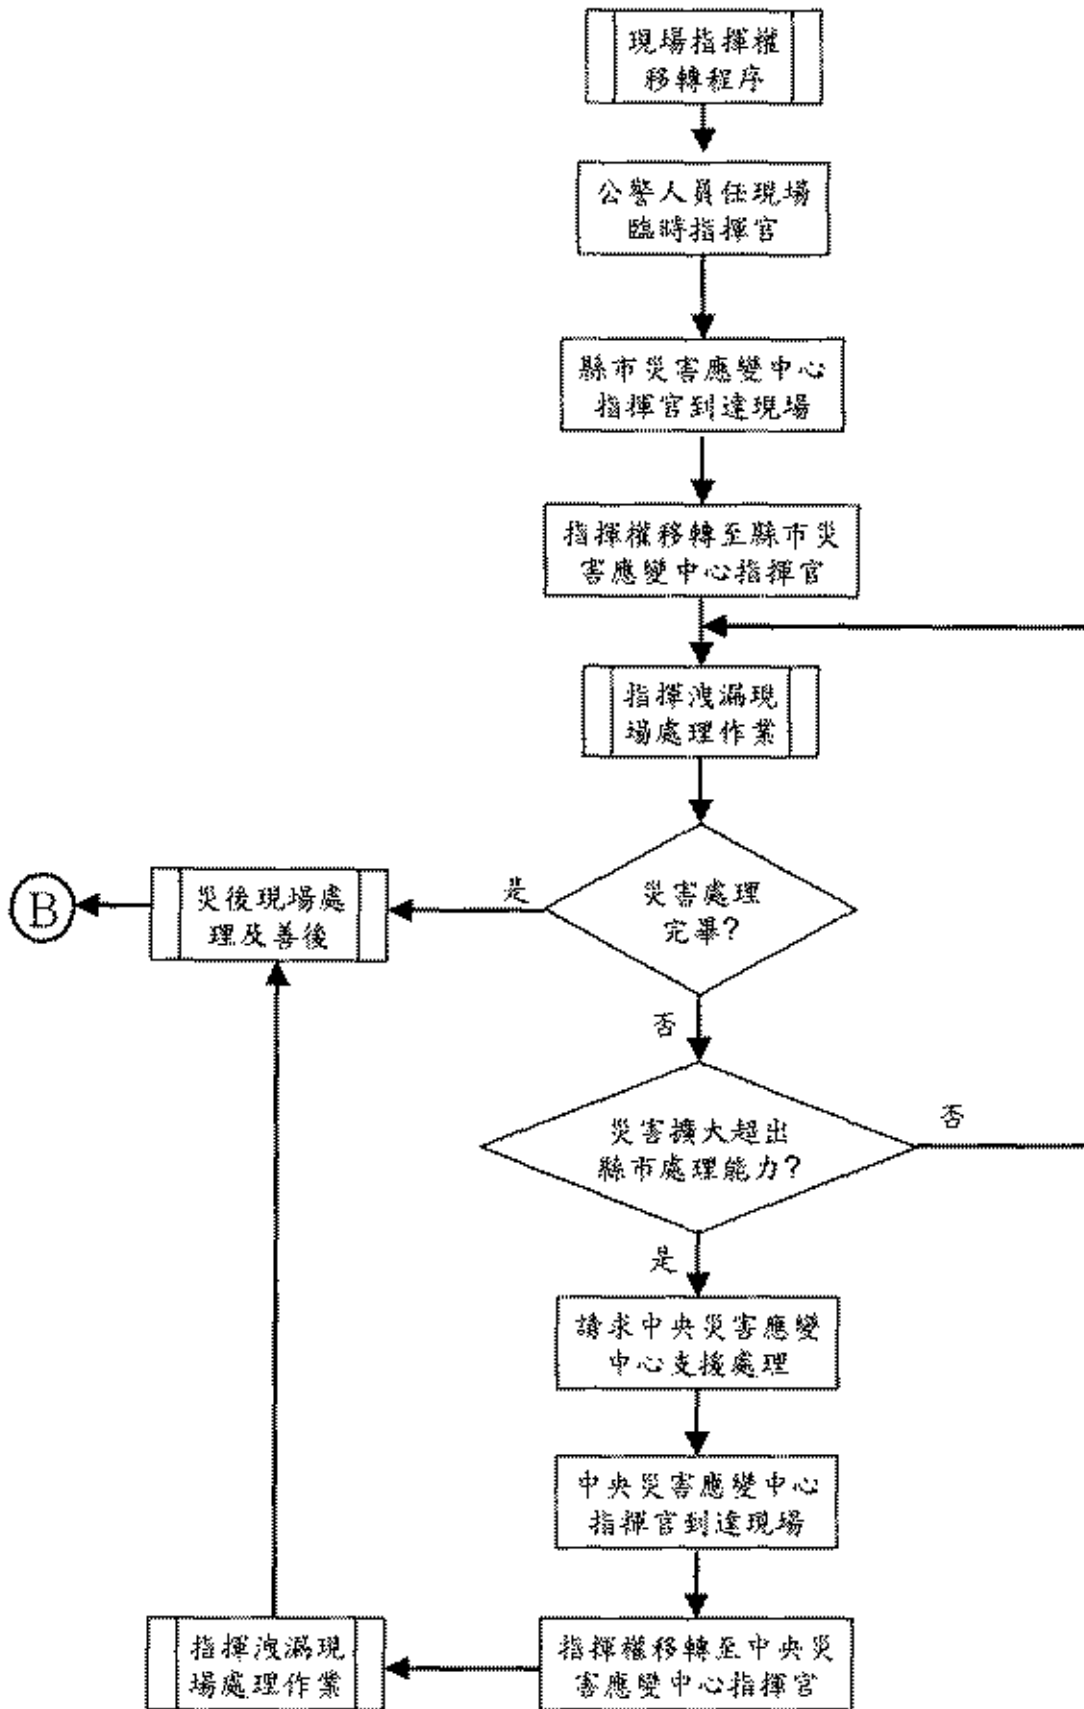 現場指揮權
移轉程序
公警人員任現場
臨時指揮官
縣市災害應變中心
指揮官到達現場
指揮權移轉至縣市災
害應變中心指揮官
指揮洩漏現
場處理作業
災害處理
完畢?
是
災後現場處
理及善後
B
否
災害擴大超出
縣市處理能力?
否
是
請求中央災害應變
中心支援處理
中央災害應變中心
指揮官到達現場
指揮權移轉至中央災
害應變中心指揮官
指揮洩漏現
場處理作業